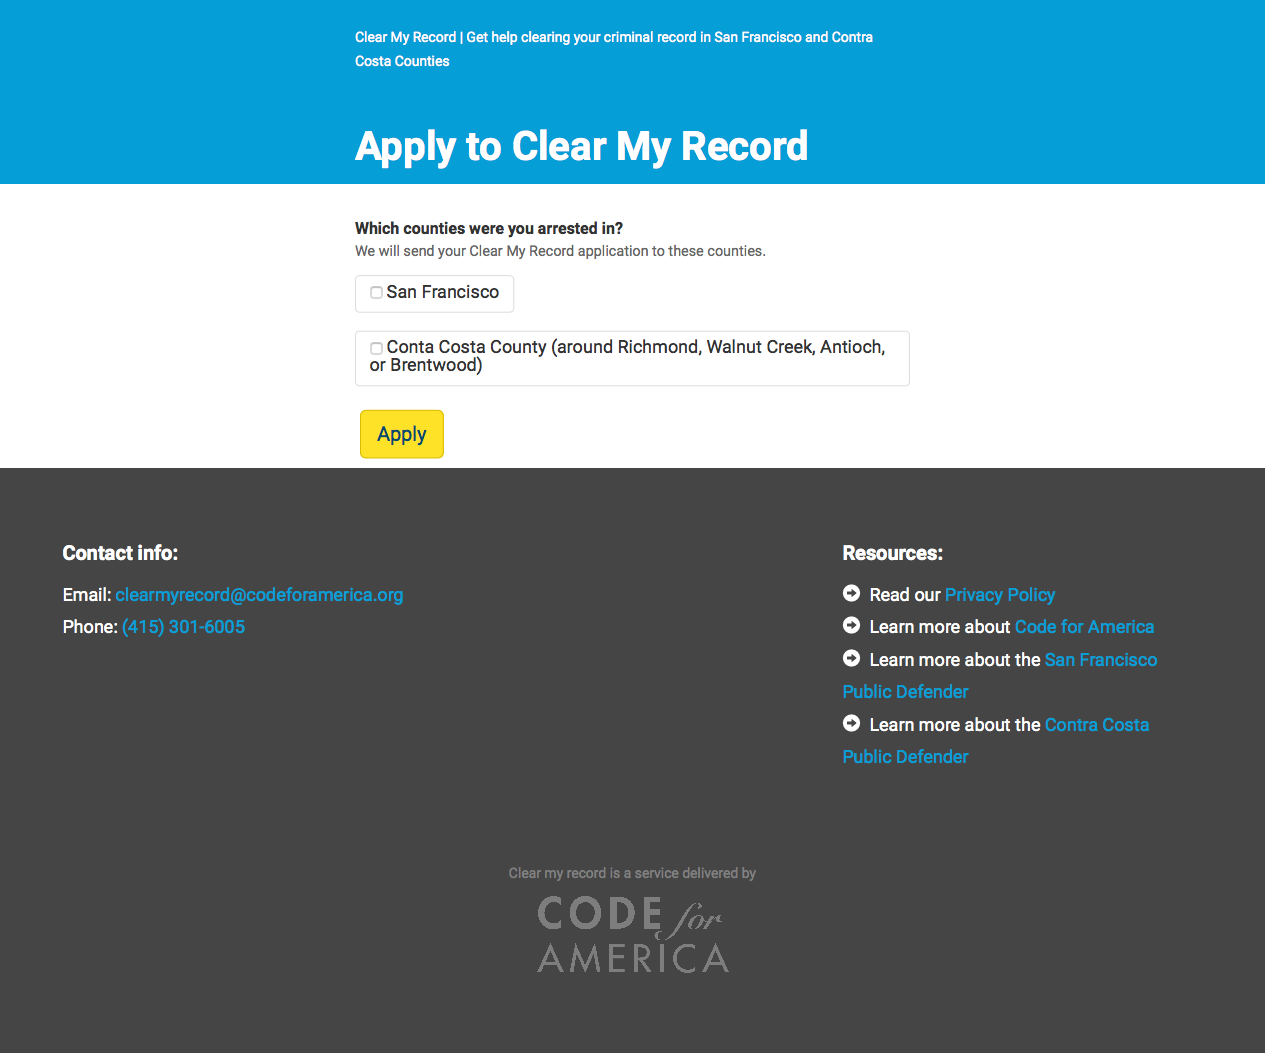 Clear My Record | Get help clearing your criminal record in San Francisco and Contra
Costa Counties
Apply to Clear My Record
Which counties were you arrested in?
We will send your Clear My Record application to these counties.
San Francisco
Conta Costa County (around Richmond, Walnut Creek, Antioch,
or Brentwood)
Apply
Contact info:
Email: clearmyrecord@codeforamerica.org
Phone: (415) 301-6005
Resources:
Read our Privacy Policy
Learn more about Code for America
Learn more about the San Francisco
Public Defender
Learn more about the Contra Costa
Public Defender
Clear my record is a service delivered by
CODE for
AMERICA